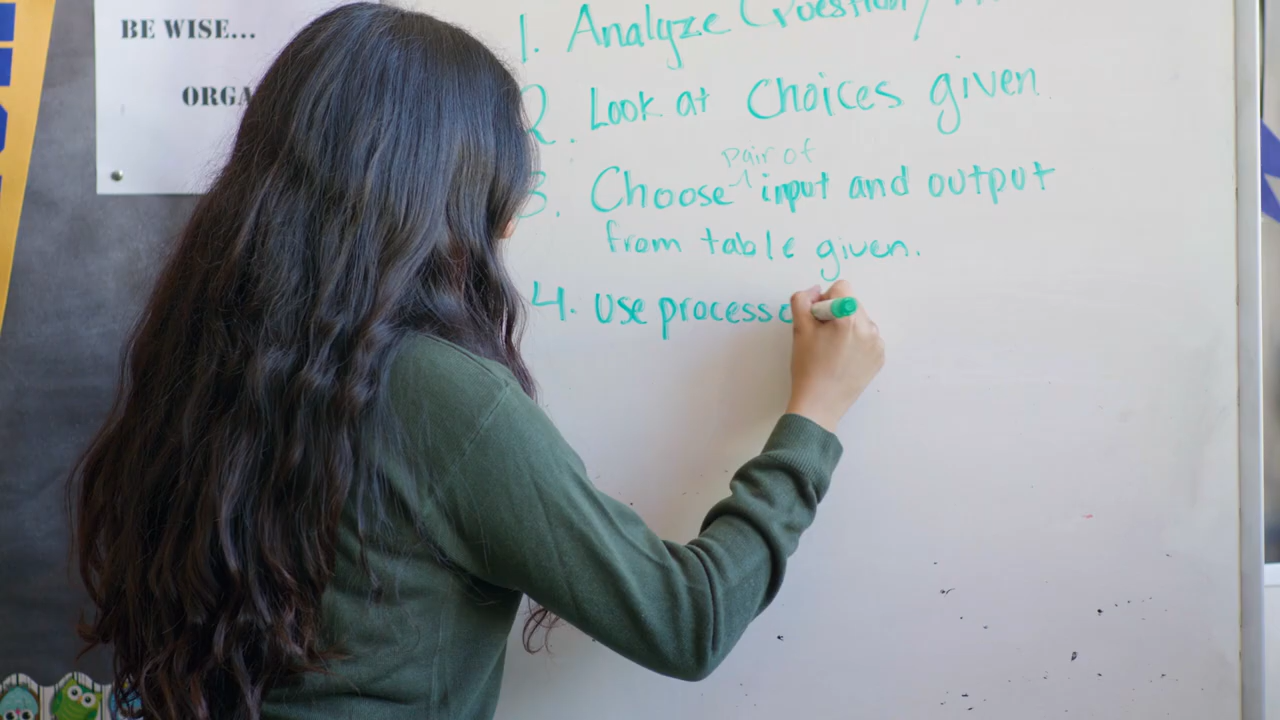 BE WISE...
ORGA
1. Analyze Question/
2. Look at Choices given
pair of
3. Choose input and output
from table given.
4. Use process